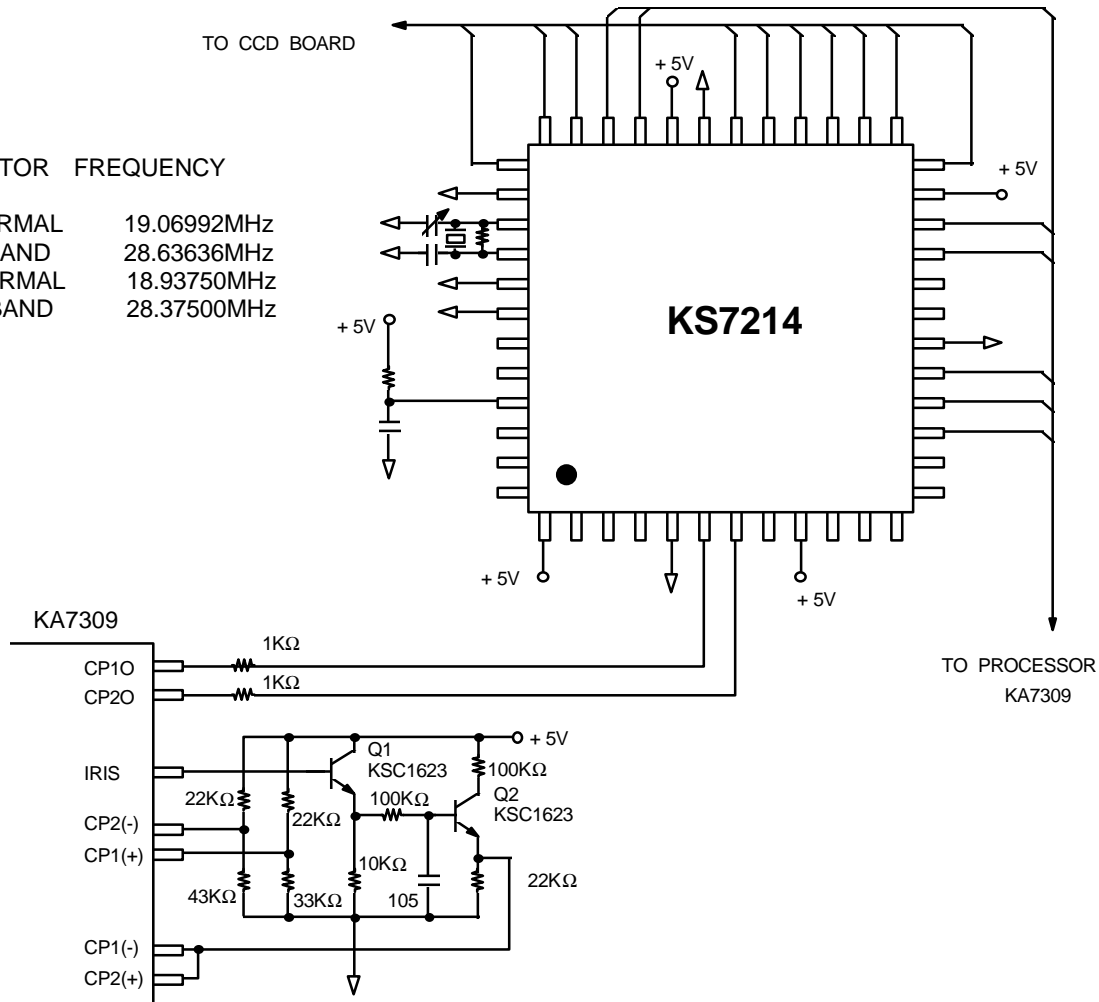 TO CCD BOARD
+ 5V
TOR FREQUENCY
RMAL 19.06992MHz
AND 28.63636MHz
RMAL 18.93750MHz
BAND 28.37500MHz
+ 5V
+ 5V
KS7214
+ 5V
+ 5V
KA7309
TO PROCESSOR
KA7309
CP1O
1KΩ
CP2O
1KΩ
+ 5V
IRIS
Q1
KSC1623
100KΩ
Q2
KSC1623
22KΩ
22KΩ
100KΩ
CP2(-)
CP1(+)
43KΩ
33KΩ
10KΩ
105
22KΩ
CP1(-)
CP2(+)